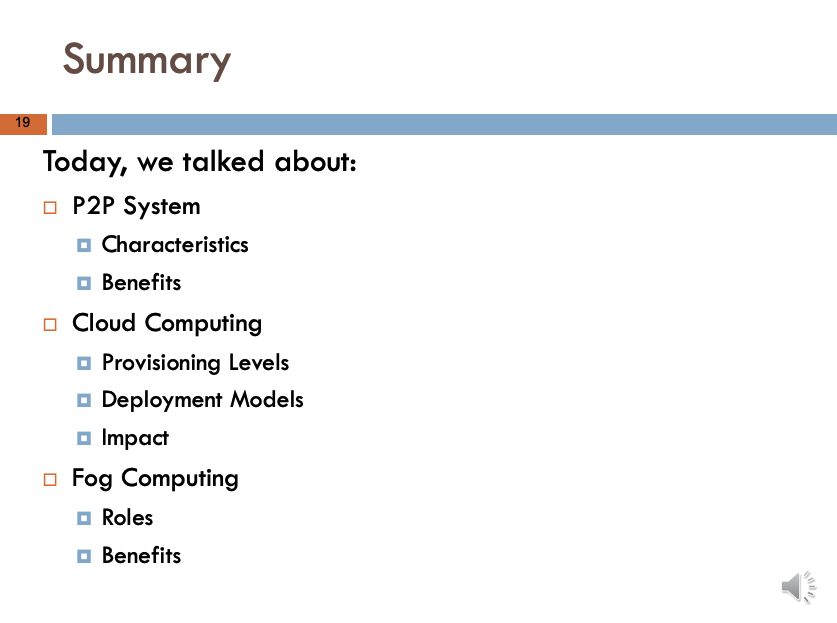 Summary
19
Today, we talked about:
P2P System
Characteristics
Benefits
Cloud Computing
Provisioning Levels
Deployment Models
Impact
Fog Computing
Roles
Benefits